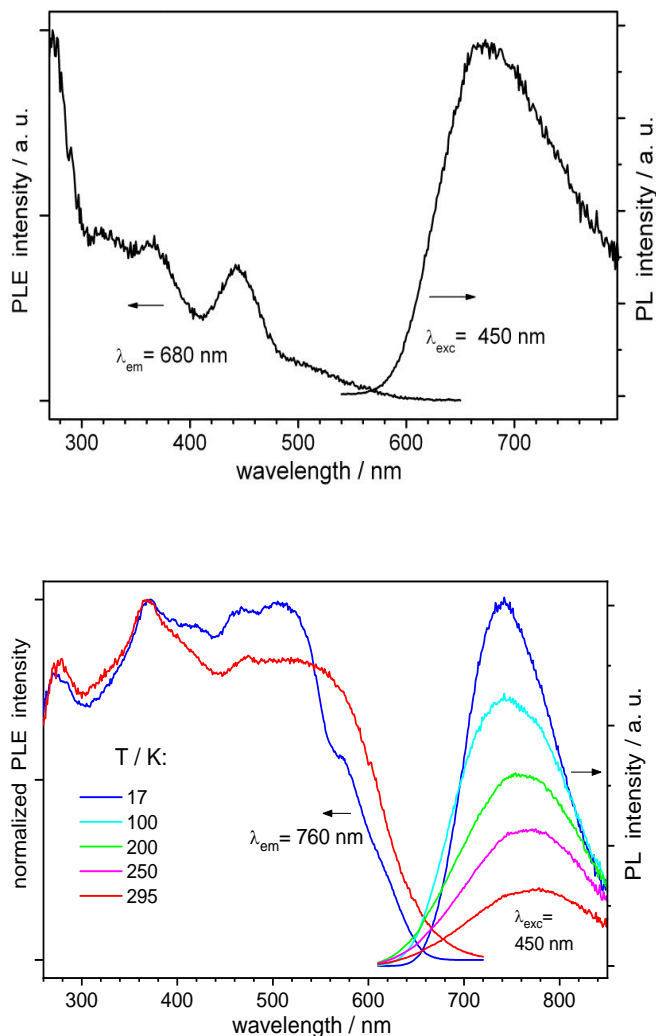 PLE intensity / a. u.
PL intensity / a. u.
λem= 680 nm
λexc= 450 nm
300 400 500 600 700
wavelength / nm
normalized PLE intensity
PL intensity / a. u.
T / K:
17
100
200
250
295
λem= 760 nm
λexc=
450 nm
300 400 500 600 700 800
wavelength / nm